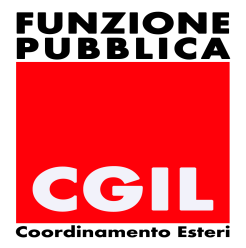 FUNZIONE
PUBBLICA
CGIL
Coordinamento Esteri